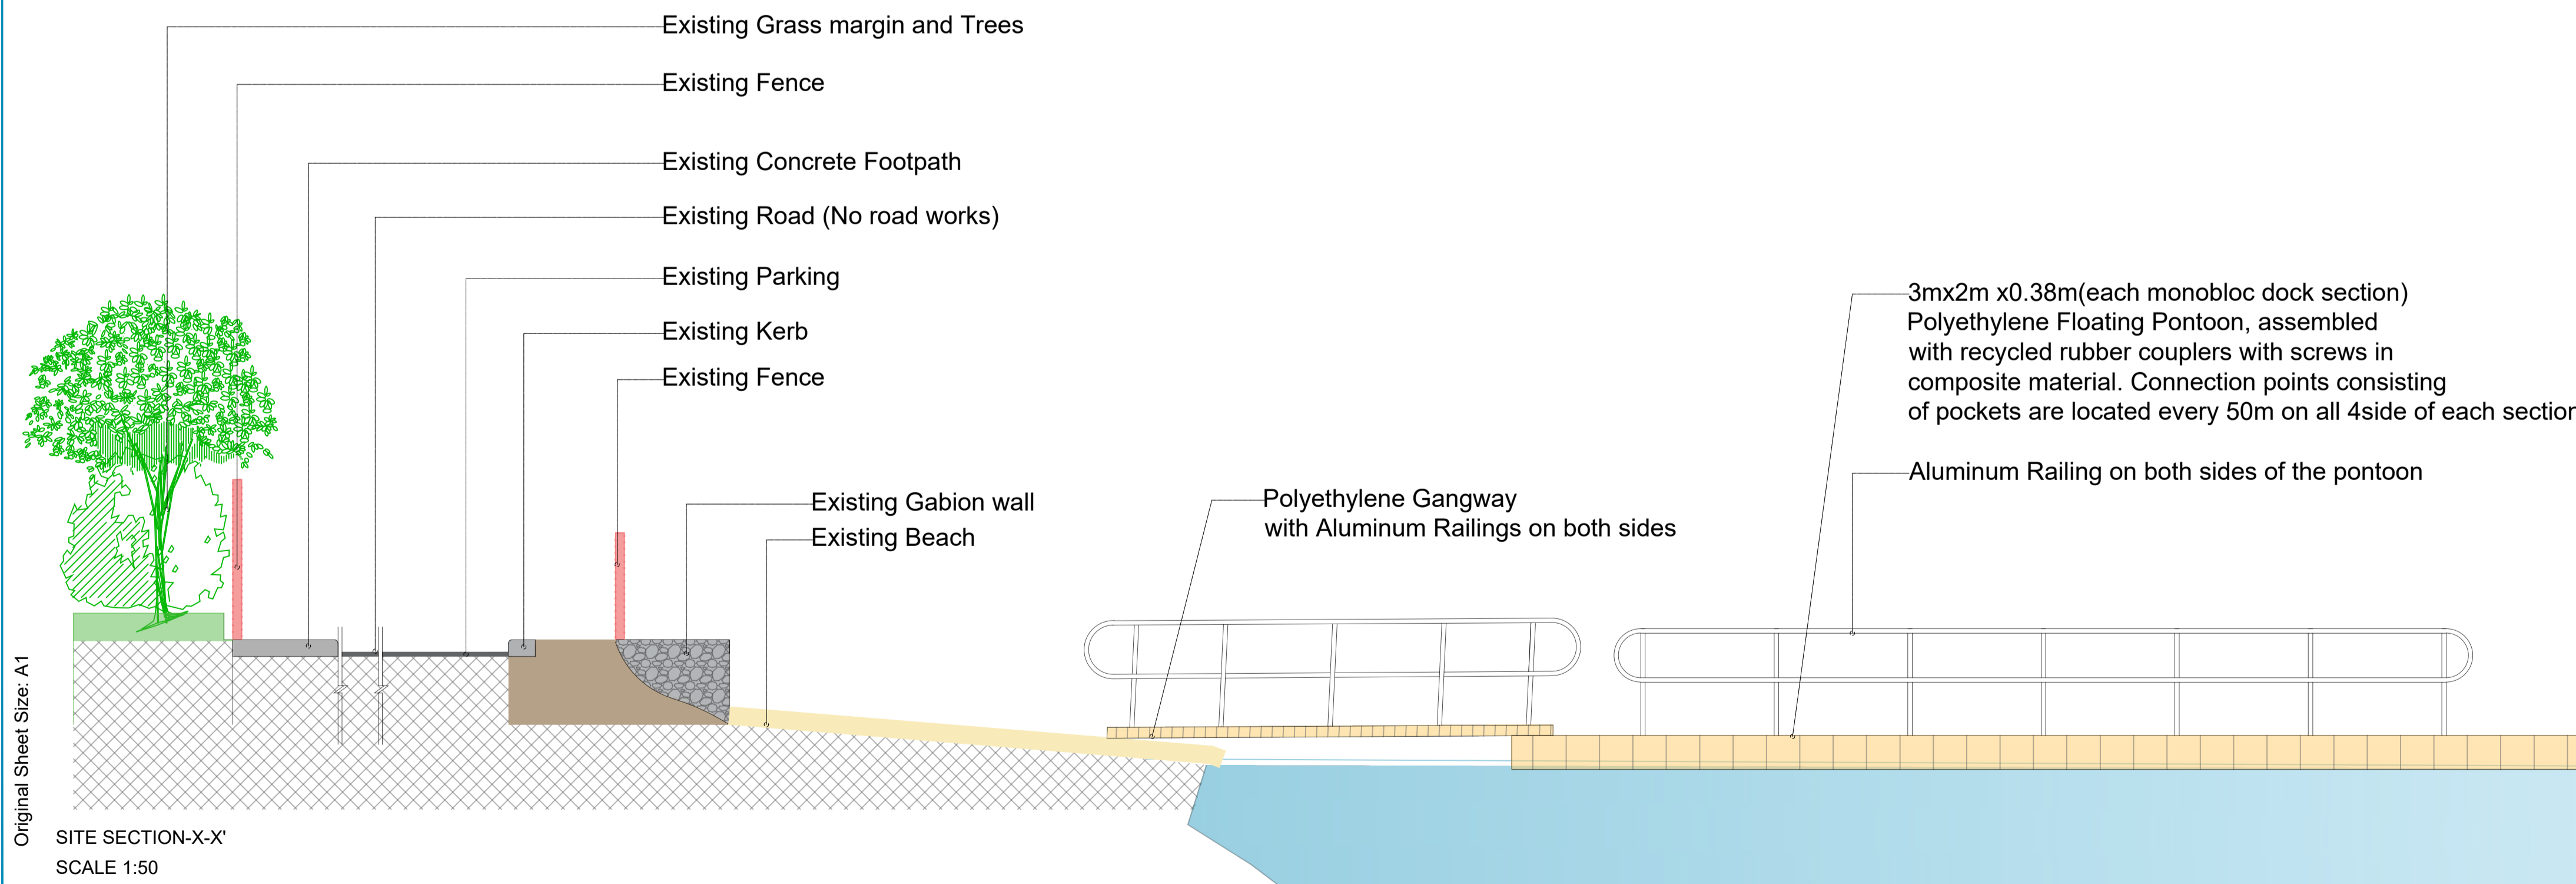 Existing Grass margin and Trees
Existing Fence
Existing Concrete Footpath
Existing Road (No road works)
Existing Parking
Existing Kerb
Existing Fence
Existing Gabion wall
Existing Beach
Polyethylene Gangway
with Aluminum Railings on both sides
3mx2m x0.38m(each monobloc dock section)
Polyethylene Floating Pontoon, assembled
with recycled rubber couplers with screws in
composite material. Connection points consisting
of pockets are located every 50m on all 4side of each section
Aluminum Railing on both sides of the pontoon
Original Sheet Size: A1
SITE SECTION-X-X'
SCALE 1:50